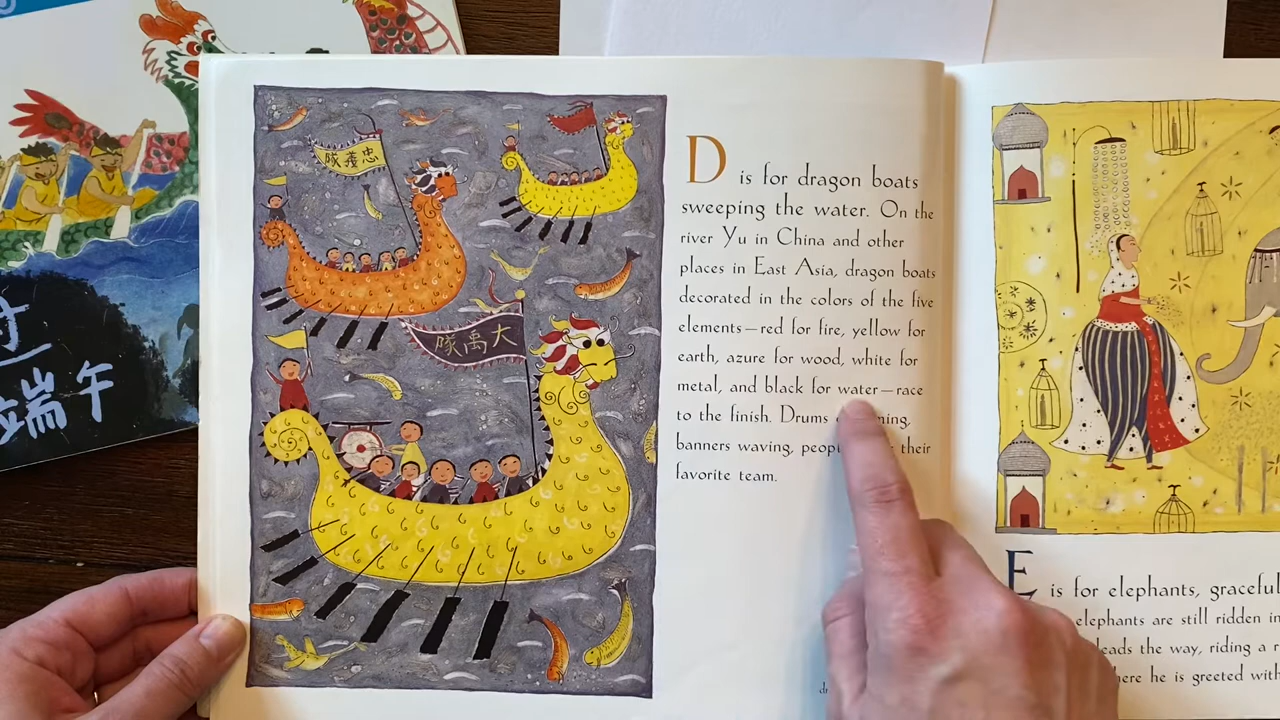 端午
忠義隊
大禹隊
D is for dragon boats
sweeping the water. On the
river Yu in China and other
places in East Asia, dragon boats
decorated in the colors of the five
elements—red for fire, yellow for
earth, azure for wood, white for
metal, and black for water—race
to the finish. Drums
banners waving, their
favorite team.
E is for elephants, graceful
elephants are still ridden in
leads the way, riding a
he is greeted with